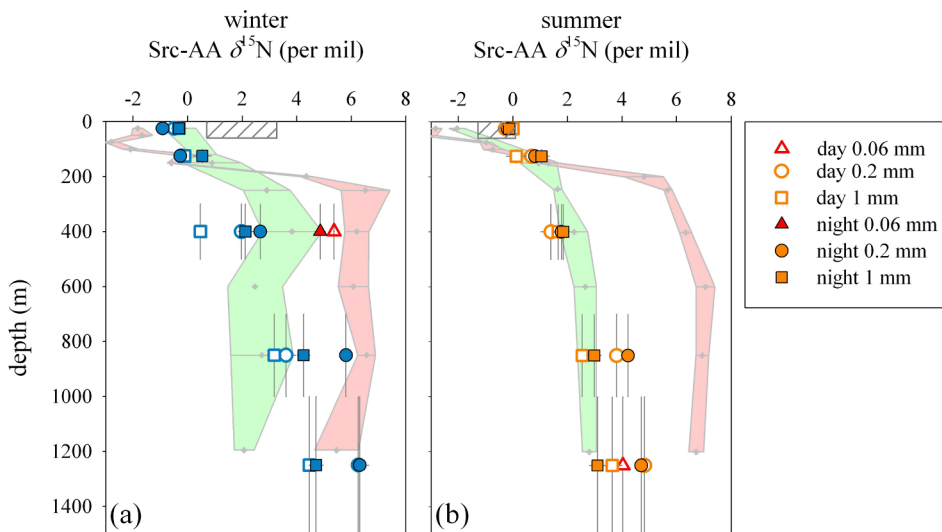 winter
Src-AA δ15N (per mil)
-2 0 2 4 6 8
summer
Src-AA δ15N (per mil)
-2 0 2 4 6 8
depth (m)
0
200
400
600
800
1000
1200
1400
(a)
(b)
day 0.06 mm
day 0.2 mm
day 1 mm
night 0.06 mm
night 0.2 mm
night 1 mm